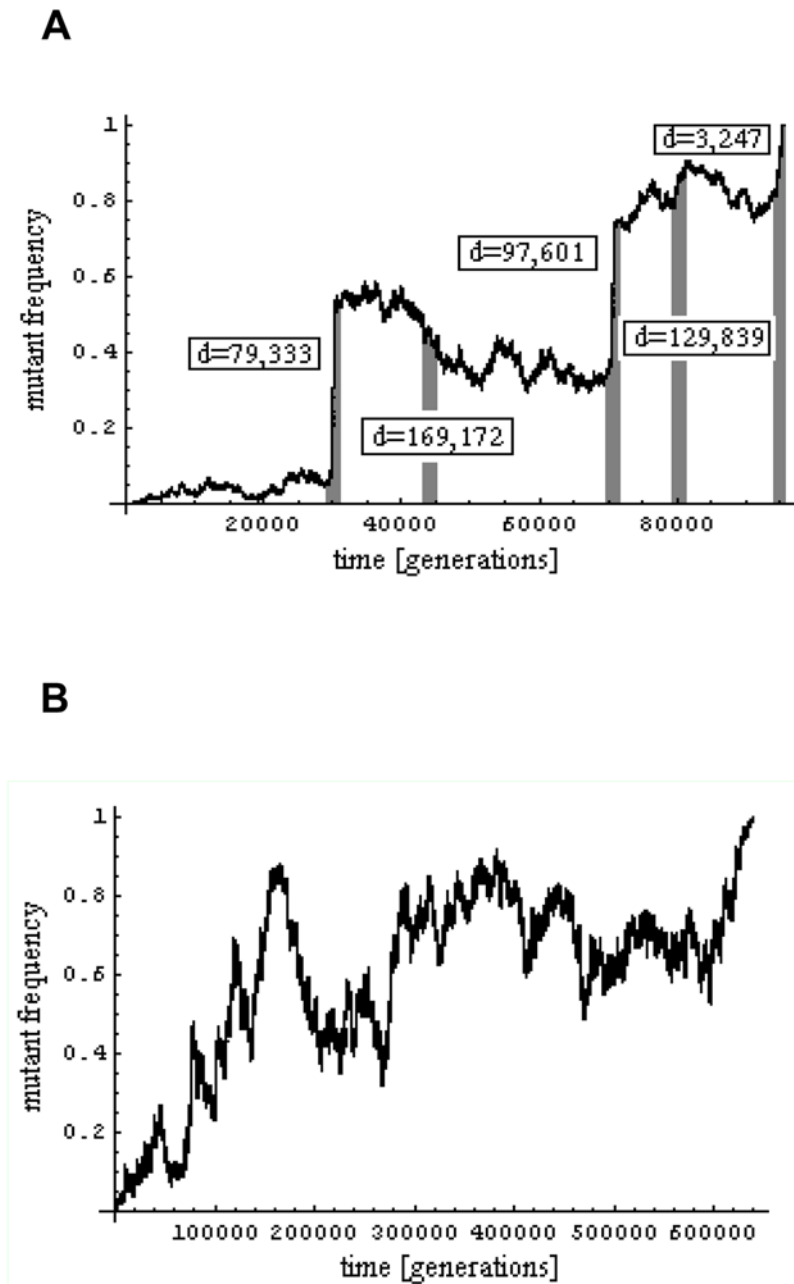 A
1
d=3,247
0.8
d=97,601
0.6
mutant frequency
d=79,333
d=129,839
0.4
d=169,172
0.2
20000 40000 60000 80000
time [generations]
B
1
0.8
0.6
mutant frequency
0.4
0.2
100000 200000 300000 400000 500000 600000
time [generations]